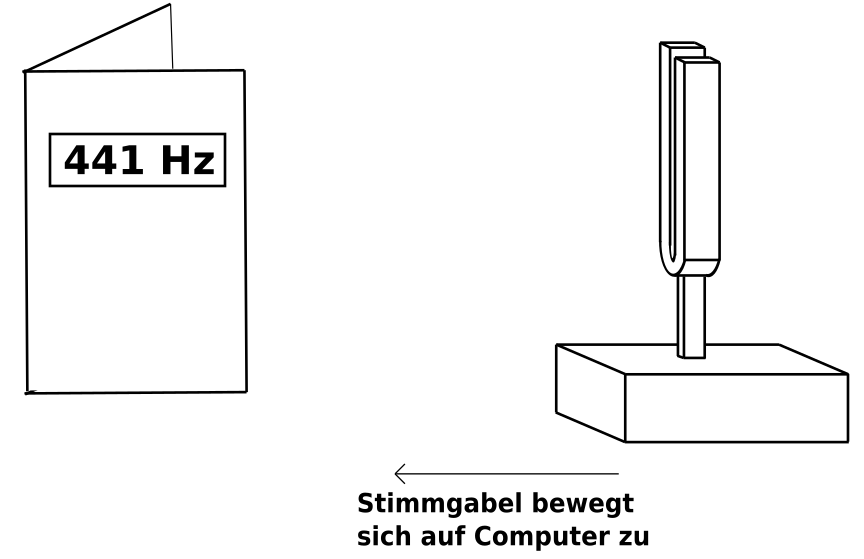 441 Hz
Stimmgabel bewegt
sich auf Computer zu